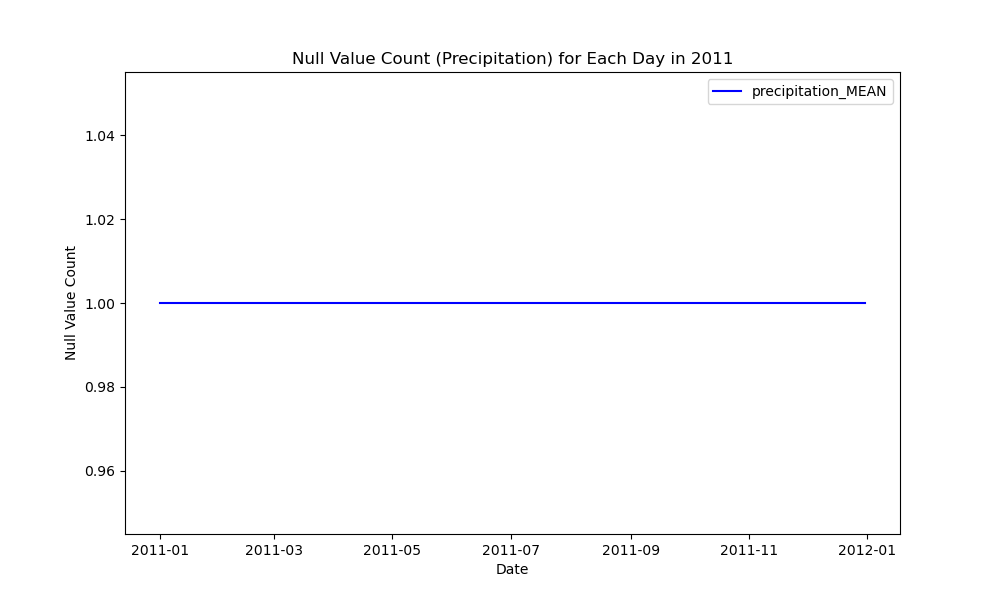 Null Value Count (Precipitation) for Each Day in 2011
precipitation_MEAN
1.04
1.02
1.00
0.98
0.96
Null Value Count
2011-01 2011-03 2011-05 2011-07 2011-09 2011-11 2012-01
Date